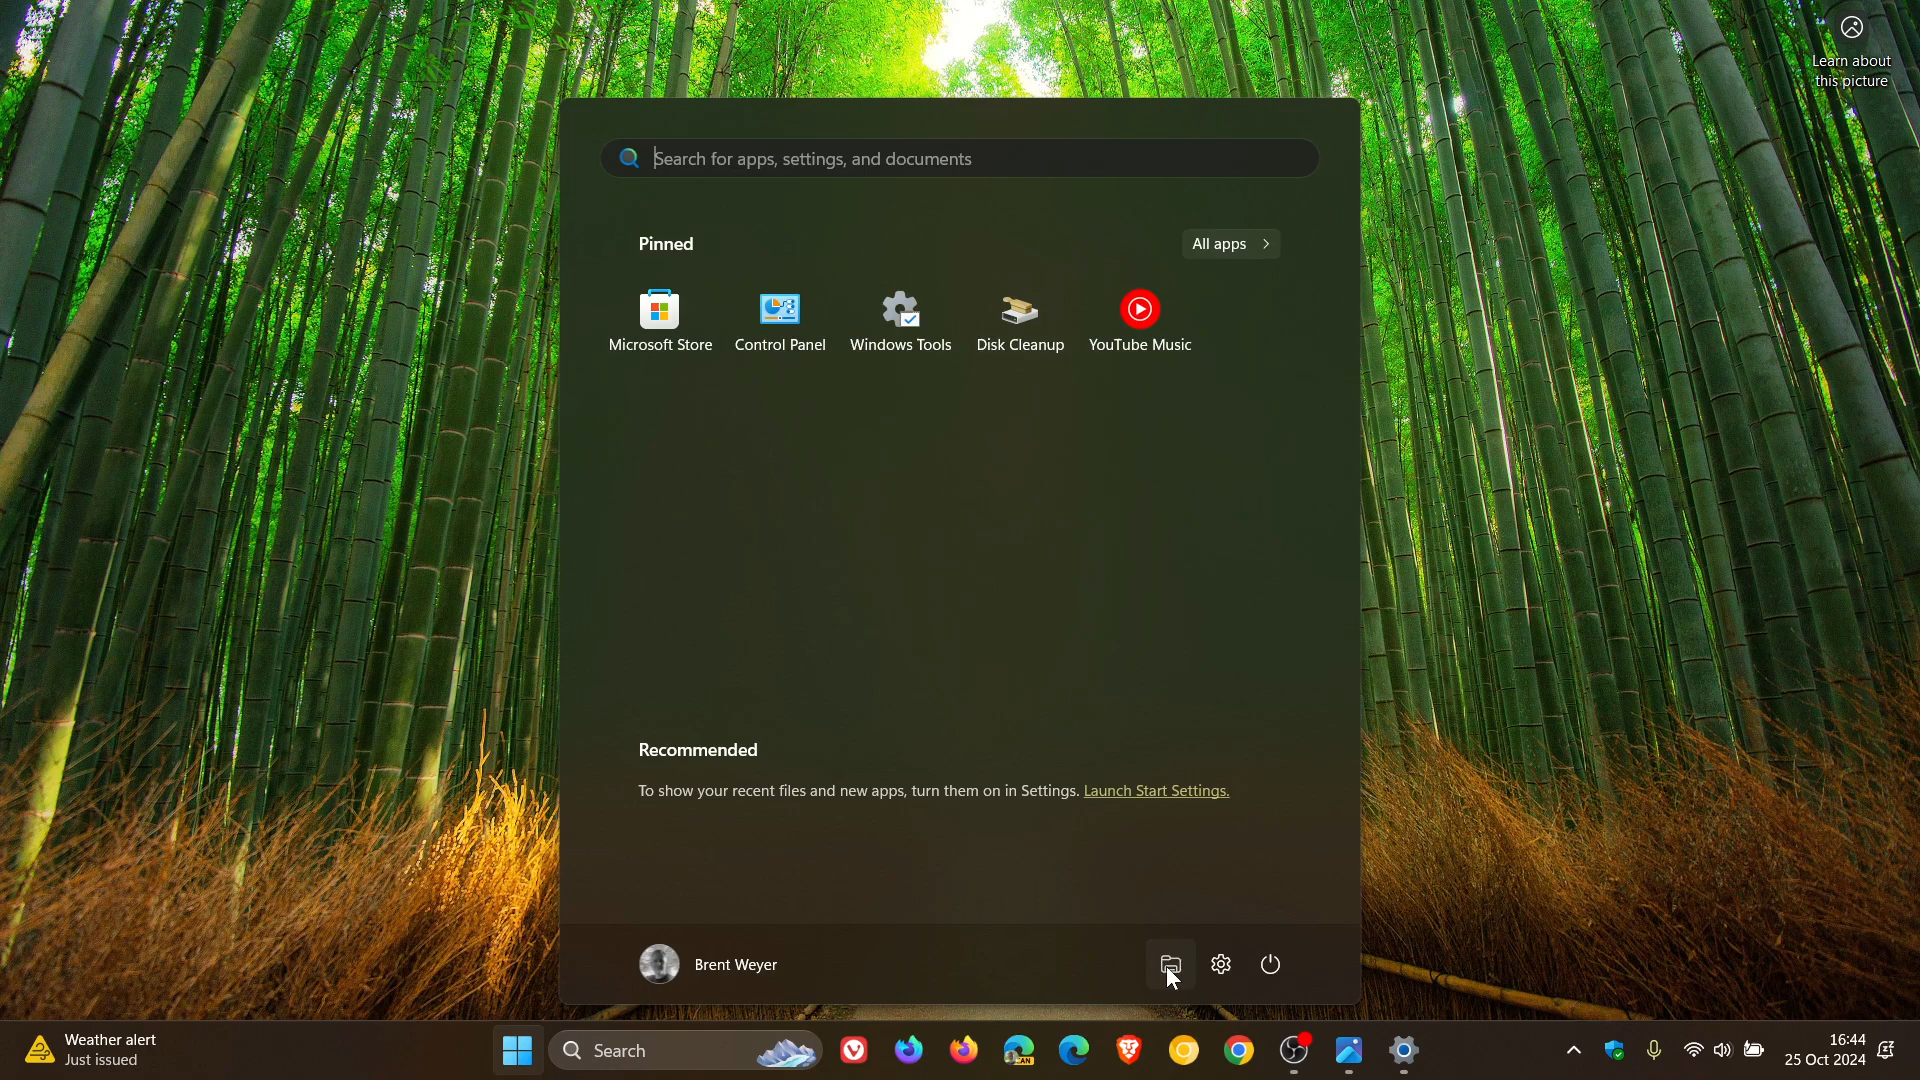 Learn about
this picture
Search for apps, settings, and documents
Pinned
All apps
Microsoft Store
Control Panel
Windows Tools
Disk Cleanup
YouTube Music
Recommended
To show your recent files and new apps, turn them on in Settings. Launch Start Settings.
Brent Weyer
Weather alert
Just issued
Search
16:44
25 Oct 2024